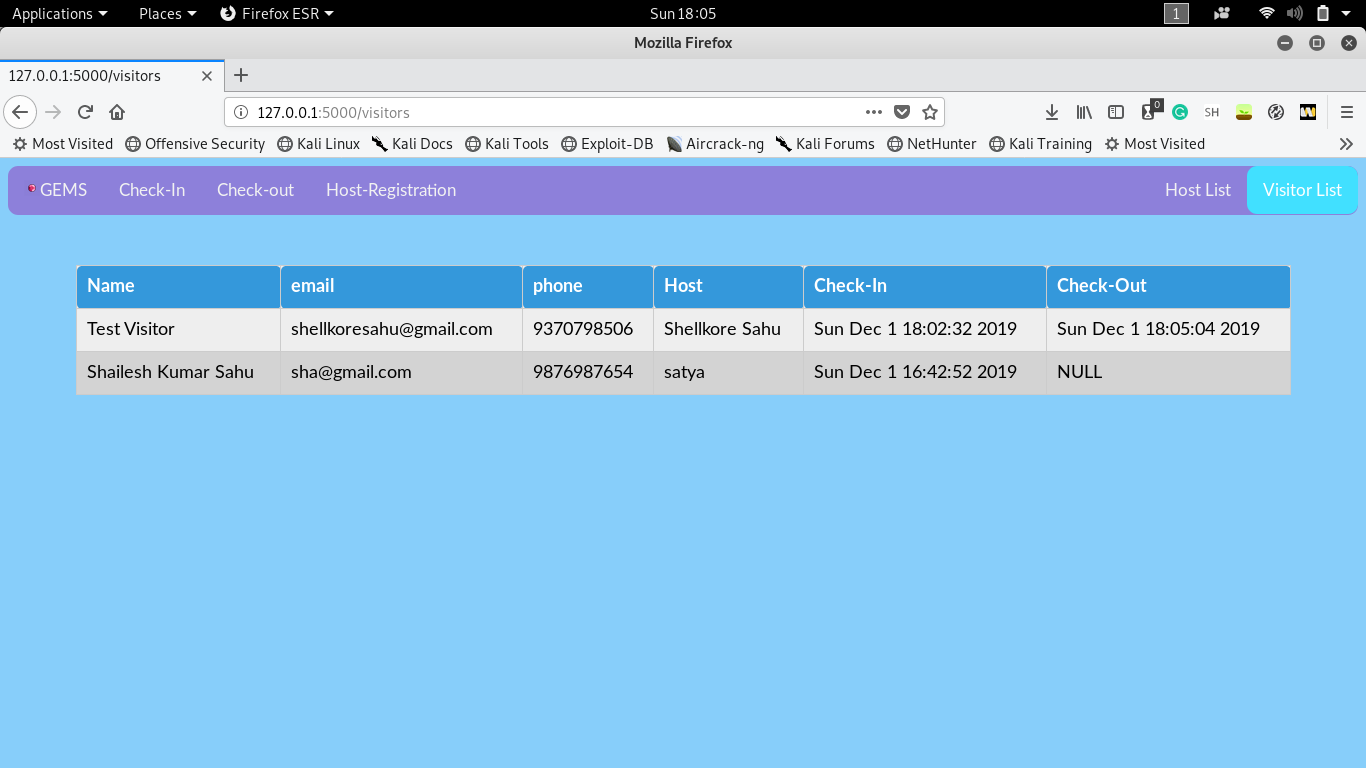 Applications Places Firefox ESR Sun 18:05 1
Mozilla Firefox
127.0.0.1:5000/visitors
127.0.0.1:5000/visitors 0 SH
Most Visited Offensive Security Kali Linux Kali Docs Kali Tools Exploit-DB Aircrack-ng Kali Forums NetHunter Kali Training Most Visited
GEMS Check-In Check-out Host-Registration Host List Visitor List
Name email phone Host Check-In Check-Out
Test Visitor shellkoresahu@gmail.com 9370798506 Shellkore Sahu Sun Dec 1 18:02:32 2019 Sun Dec 1 18:05:04 2019
Shailesh Kumar Sahu sha@gmail.com 9876987654 satya Sun Dec 1 16:42:52 2019 NULL